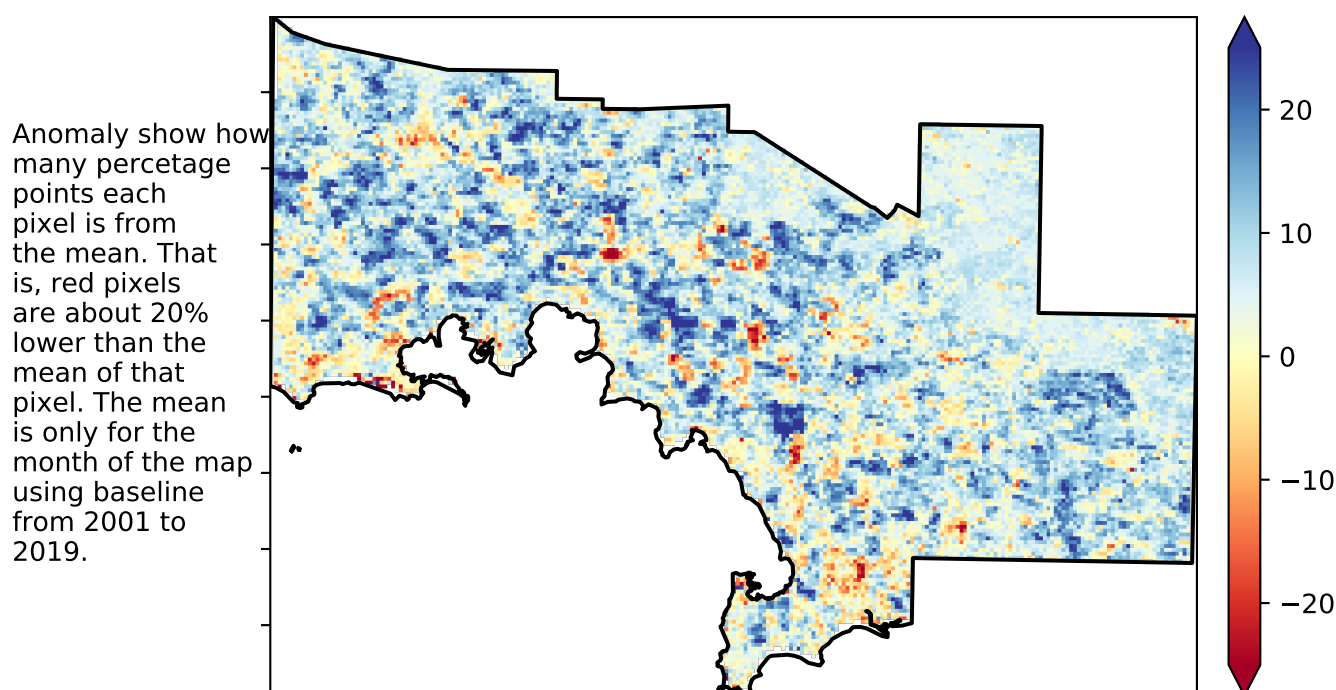 Anomaly show how
many percetage
points each
pixel is from
the mean. That
is, red pixels
are about 20%
lower than the
mean of that
pixel. The mean
is only for the
month of the map
using baseline
from 2001 to
2019.
20
10
0
−10
−20